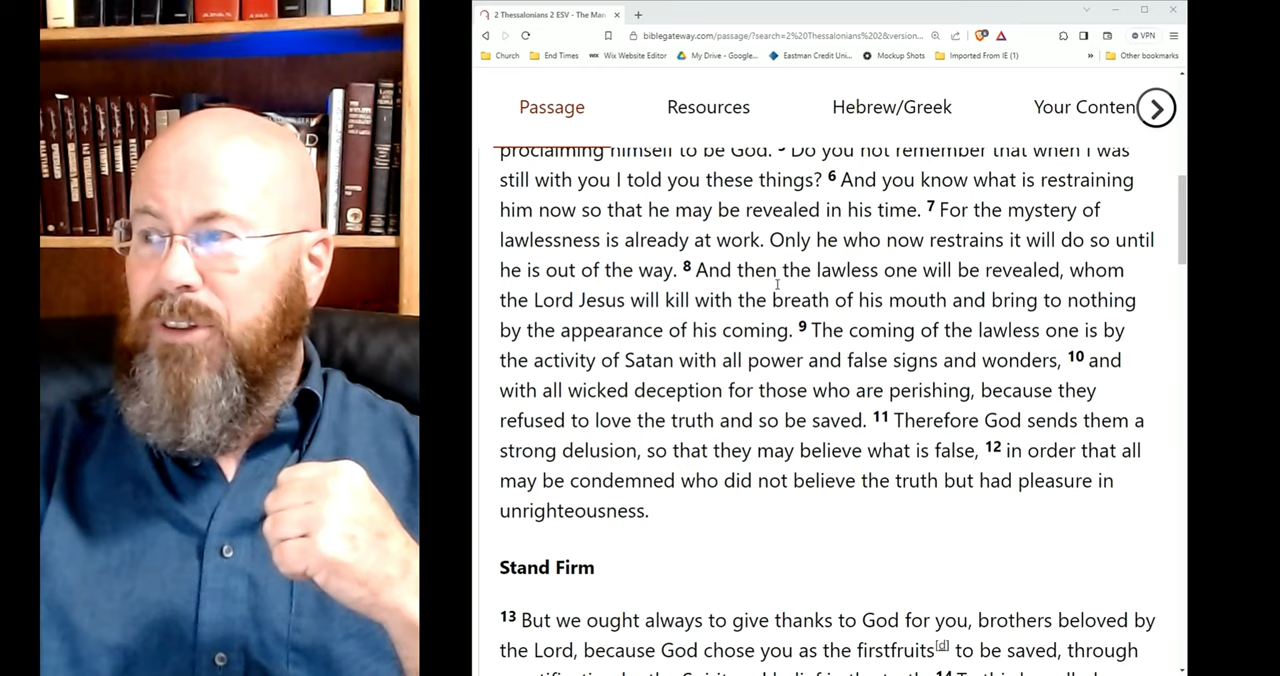 2 Thessalonians 2 ESV - The Man
biblegateway.com/passage/?search=2%20Thessalonians%202&version...
VPN
Church End Times Wix Website Editor My Drive - Google... Eastman Credit Uni... Mockup Shots Imported From IE (1) » Other bookmarks
Passage Resources Hebrew/Greek Your Conten
proclaiming himself to be God. 5 Do you not remember that when I was
still with you I told you these things? 6 And you know what is restraining
him now so that he may be revealed in his time. 7 For the mystery of
lawlessness is already at work. Only he who now restrains it will do so until
he is out of the way. 8 And then the lawless one will be revealed, whom
the Lord Jesus will kill with the breath of his mouth and bring to nothing
by the appearance of his coming. 9 The coming of the lawless one is by
the activity of Satan with all power and false signs and wonders, 10 and
with all wicked deception for those who are perishing, because they
refused to love the truth and so be saved. 11 Therefore God sends them a
strong delusion, so that they may believe what is false, 12 in order that all
may be condemned who did not believe the truth but had pleasure in
unrighteousness.
Stand Firm
13 But we ought always to give thanks to God for you, brothers beloved by
the Lord, because God chose you as the firstfruits[d] to be saved, through